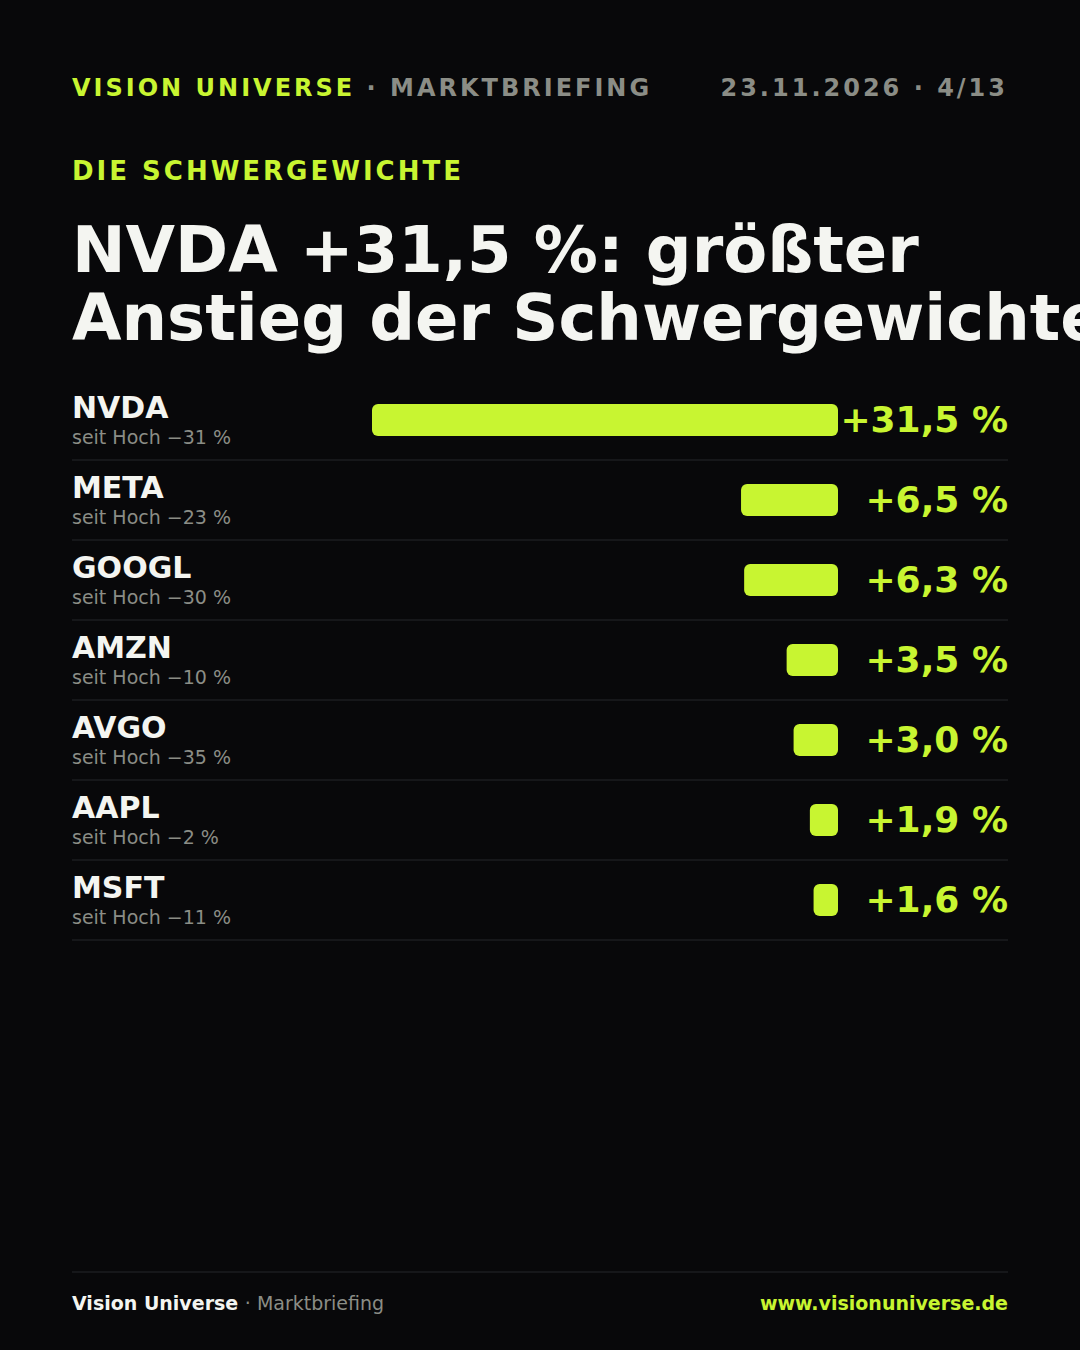 VISION UNIVERSE · MARKTBRIEFING 23.11.2026 · 4/13
DIE SCHWERGEWICHTE
NVDA +31,5 %: größter
Anstieg der Schwergewichte
NVDA
seit Hoch −31 %
+31,5 %
META
seit Hoch −23 %
+6,5 %
GOOGL
seit Hoch −30 %
+6,3 %
AMZN
seit Hoch −10 %
+3,5 %
AVGO
seit Hoch −35 %
+3,0 %
AAPL
seit Hoch −2 %
+1,9 %
MSFT
seit Hoch −11 %
+1,6 %
Vision Universe · Marktbriefing www.visionuniverse.de